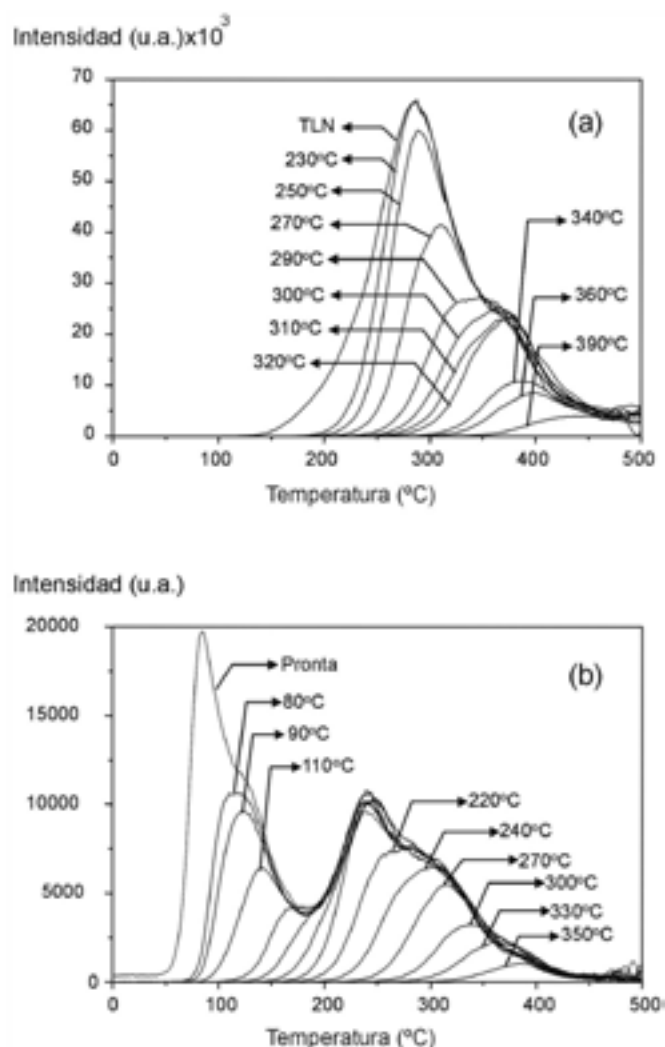 Intensidad (u.a.)x10³
70
60
50
40
30
20
10
0
(a)
TLN
230ºC
250ºC
270ºC
290ºC
300ºC
310ºC
320ºC
340ºC
360ºC
390ºC
0 100 200 300 400 500
Temperatura (ºC)
Intensidad (u.a.)
20000
15000
10000
5000
0
(b)
Pronta
80ºC
90ºC
110ºC
220ºC
240ºC
270ºC
300ºC
330ºC
350ºC
0 100 200 300 400 500
Temperatura (ºC)